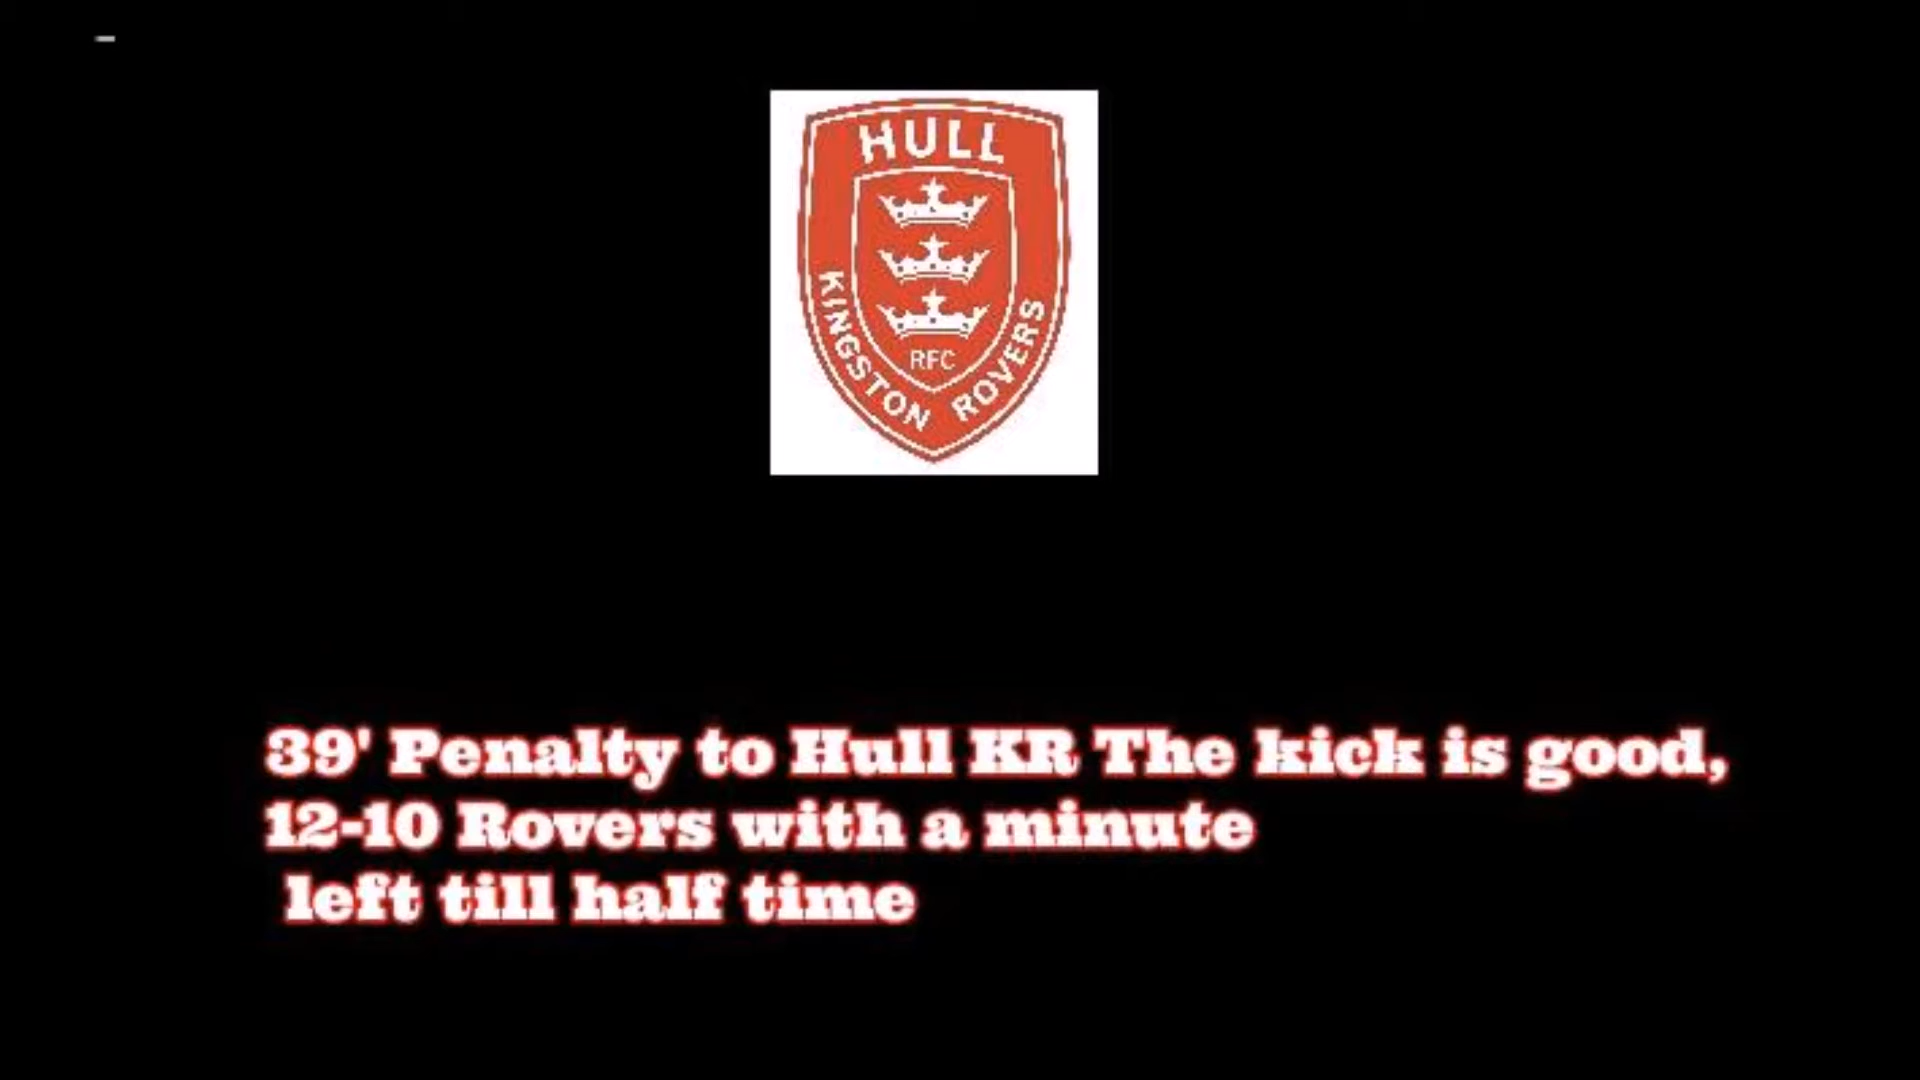 HULL
RFC
KINGSTON ROVERS
39' Penalty to Hull KR The kick is good,
12-10 Rovers with a minute
left till half time